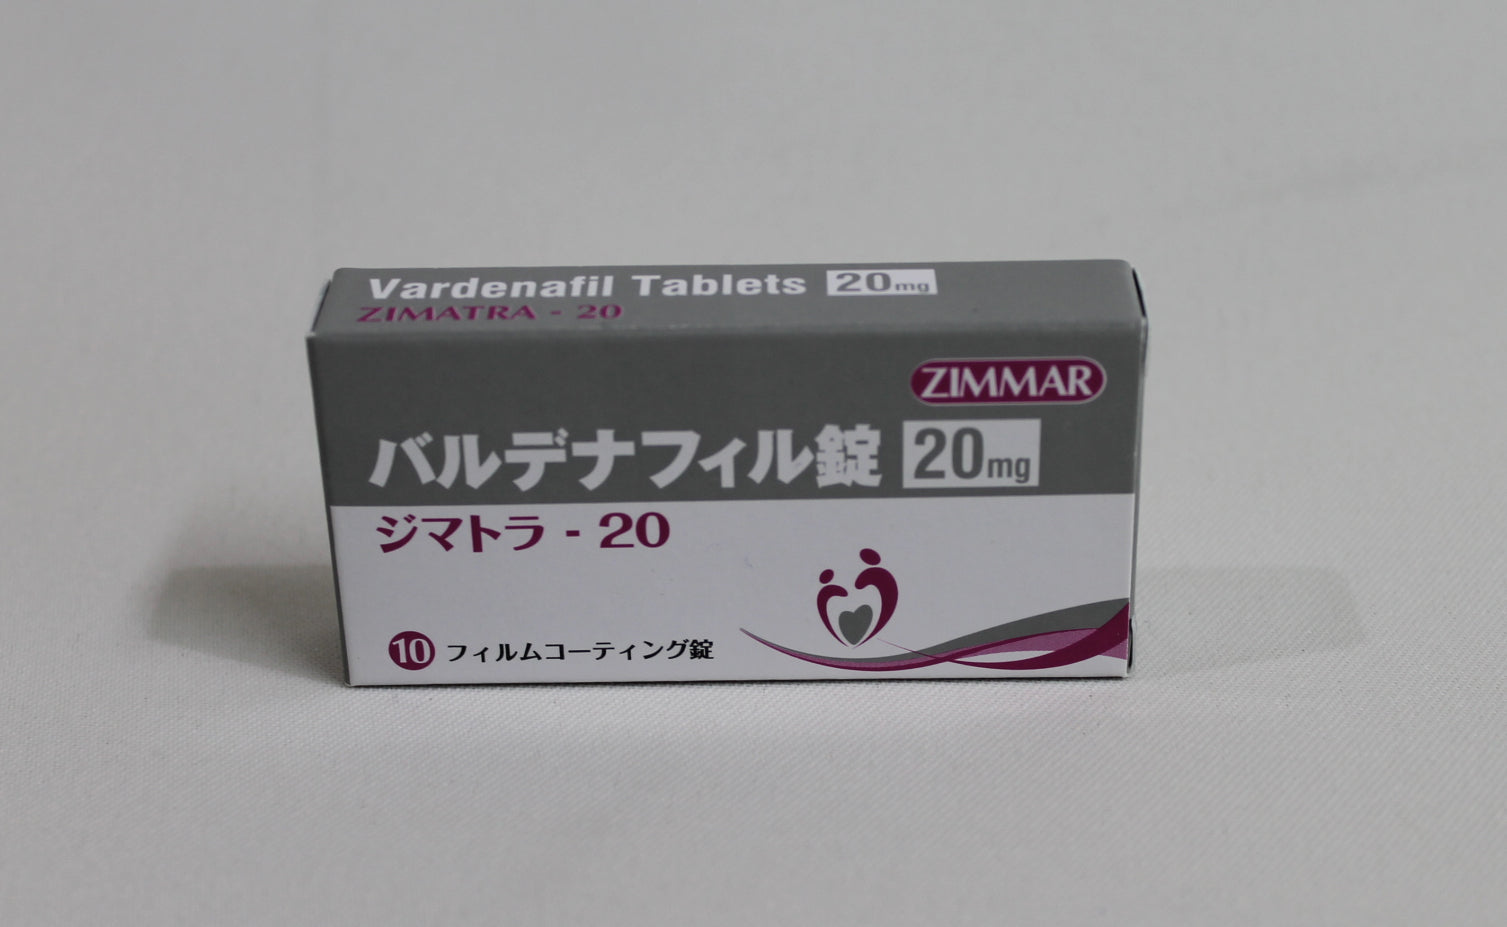 Vardenafil Tablets 20mg
ZIMATRA - 20
ZIMMAR
バルデナフィル錠 20mg
ジマトラ - 20
10 フィルムコーティング錠